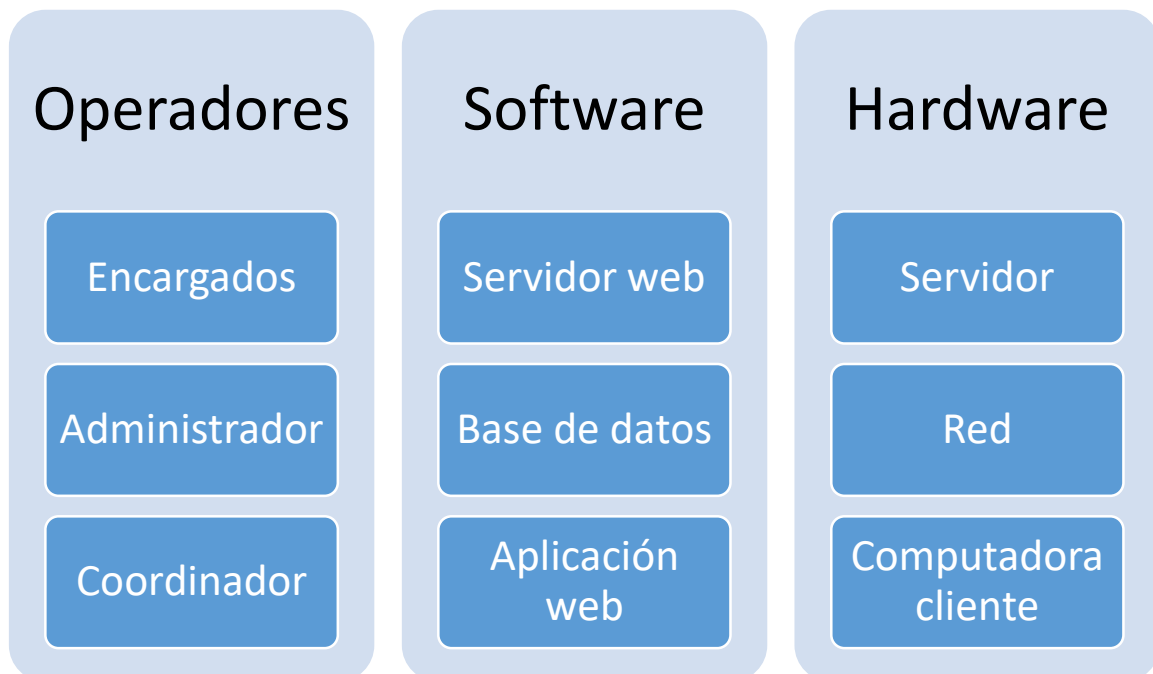 Operadores
Encargados
Administrador
Coordinador
Software
Servidor web
Base de datos
Aplicación
web
Hardware
Servidor
Red
Computadora
cliente